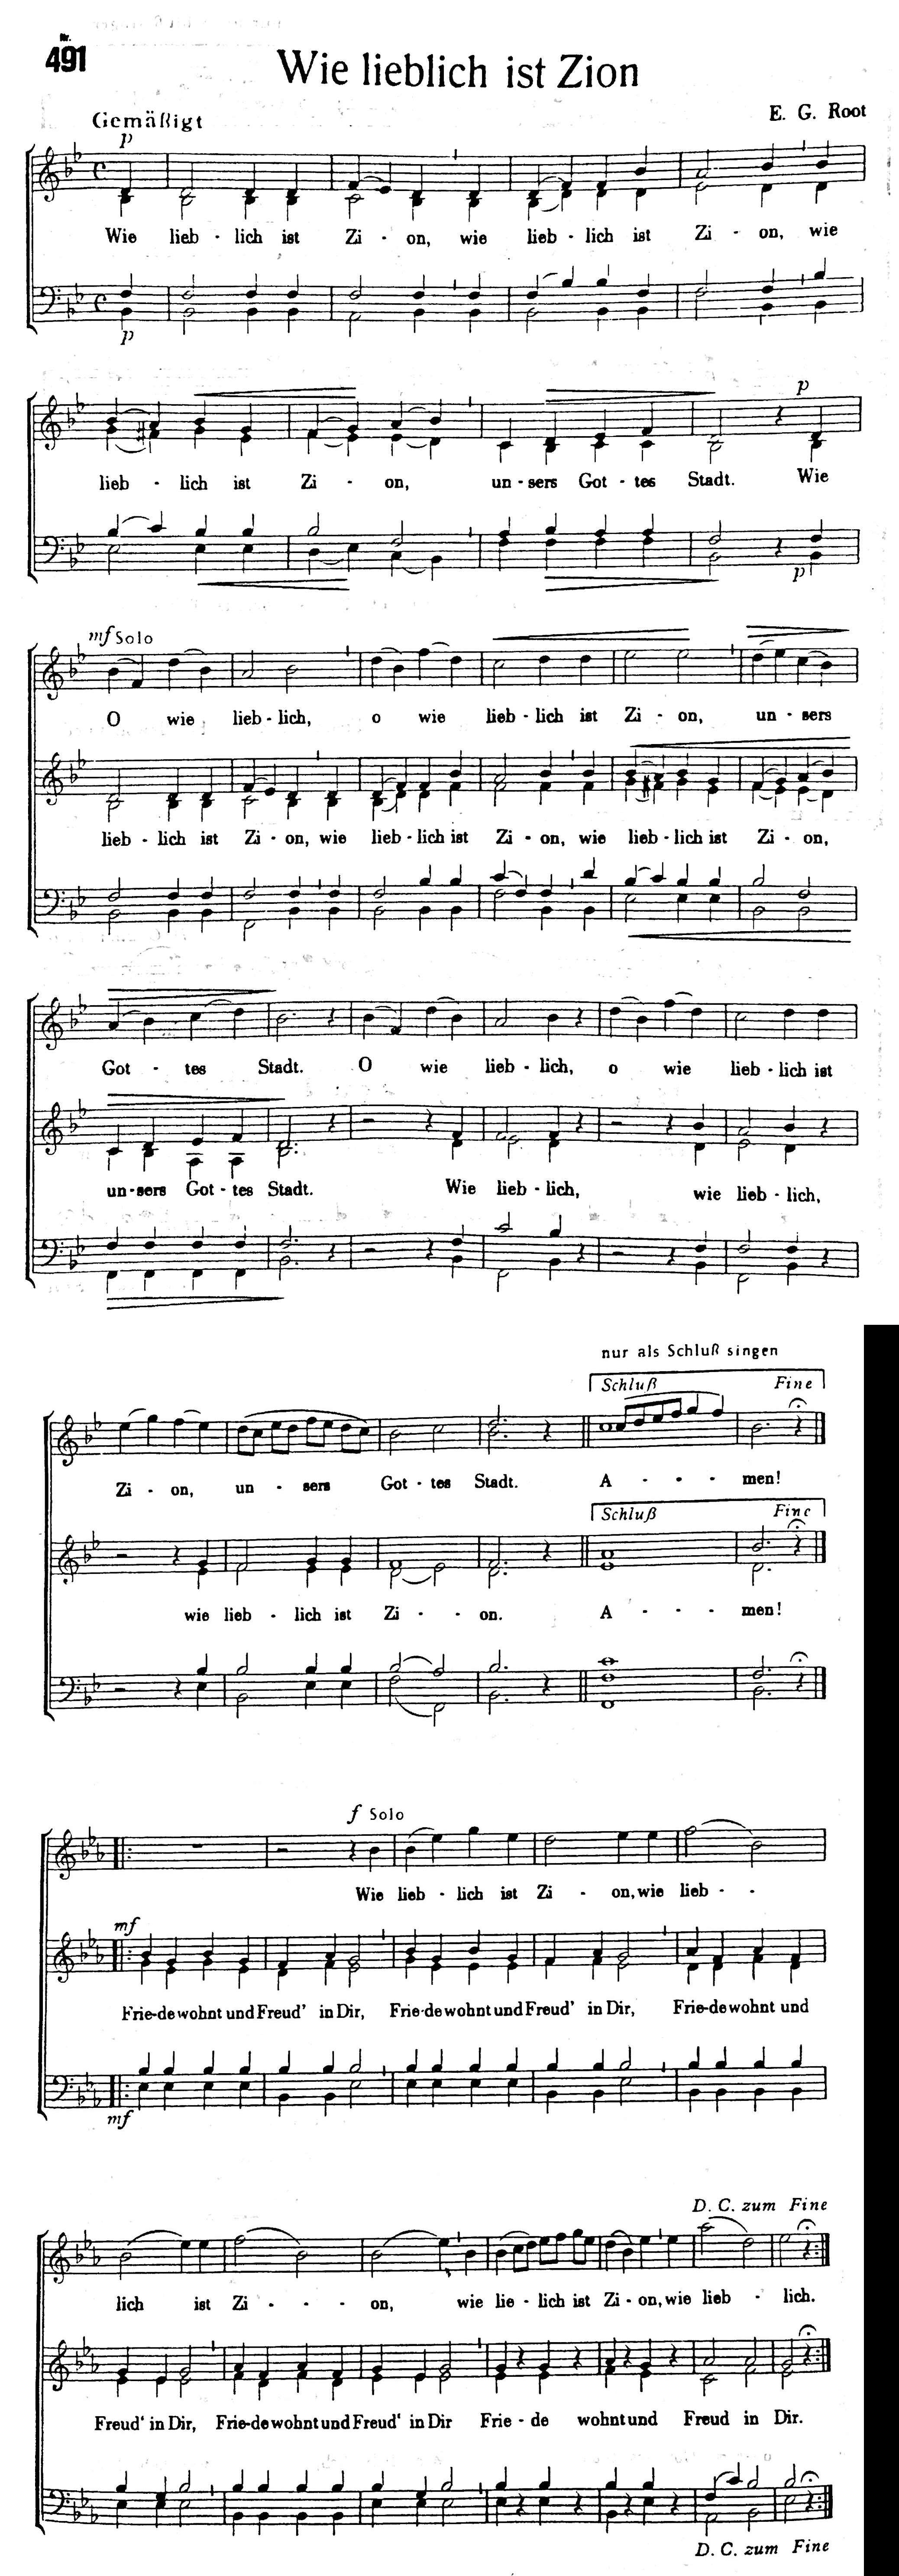 Nr.
491
Wie lieblich ist Zion
E. G. Root
Gemäßigt
p
Wie lieb - lich ist Zi - on, wie lieb - lich ist Zi - on, wie
p
p
lieb - lich ist Zi - on, un - sers Got - tes Stadt. Wie
p
mf Solo
O wie lieb - lich, o wie lieb - lich ist Zi - on, un - sers
lieb - lich ist Zi - on, wie lieb - lich ist Zi - on, wie lieb - lich ist Zi - on,
Got - tes Stadt. O wie lieb - lich, o wie lieb - lich ist
un - sers Got - tes Stadt. Wie lieb - lich, wie lieb - lich,
nur als Schluß singen
Schluß Fine
Zi - on, un - sers Got - tes Stadt. A - - - men!
Schluß Fine
wie lieb - lich ist Zi - - on. A - - - men!
f Solo
Wie lieb - lich ist Zi - on, wie lieb - -
mf
Frie-de wohnt und Freud' in Dir, Frie-de wohnt und Freud' in Dir, Frie-de wohnt und
mf
D. C. zum Fine
lich ist Zi - - - on, wie lie - lich ist Zi - on, wie lieb - lich.
Freud' in Dir, Frie-de wohnt und Freud' in Dir Frie - de wohnt und Freud in Dir.
D. C. zum Fine